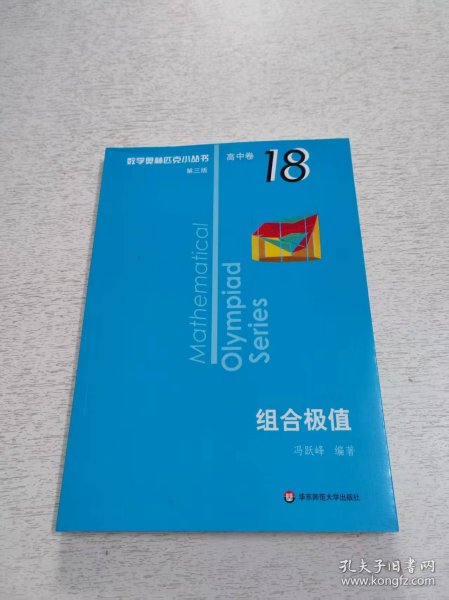 数学奥林匹克小丛书
第三版
高中卷
18
Mathematical
Olympiad
Series
组合极值
冯跃峰 编著
华东师范大学出版社
孔夫子旧书网
www.kongfz.com